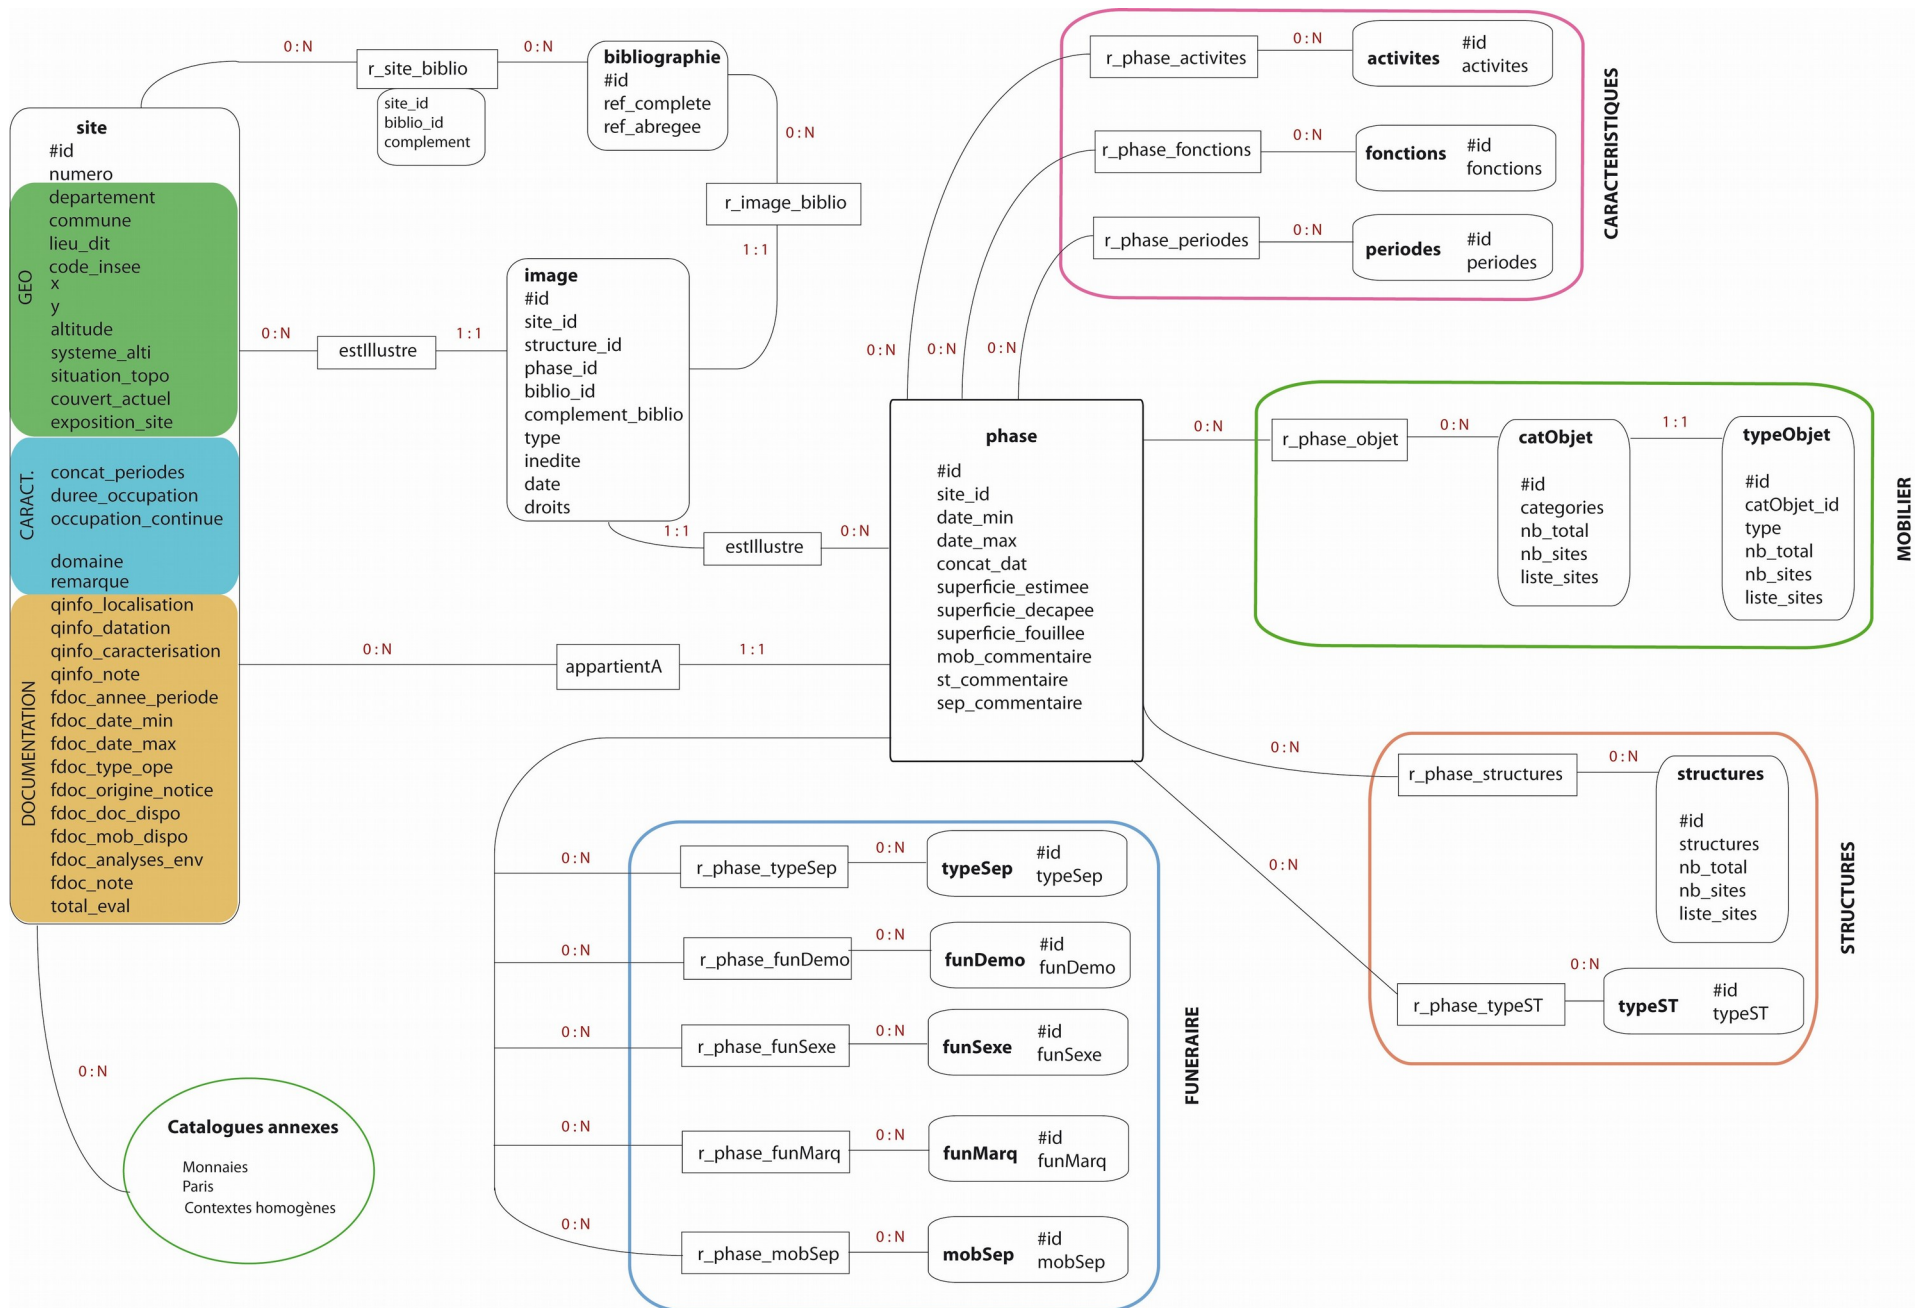 0:N
0:N
r_site_biblio
site_id
biblio_id
complement
bibliographie
#id
ref_complete
ref_abregee
0:N
r_image_biblio
1:1
site
#id
numero
GEO
departement
commune
lieu_dit
code_insee
x
y
altitude
systeme_alti
situation_topo
couvert_actuel
exposition_site
CARACT.
concat_periodes
duree_occupation
occupation_continue
domaine
remarque
DOCUMENTATION
qinfo_localisation
qinfo_datation
qinfo_caracterisation
qinfo_note
fdoc_annee_periode
fdoc_date_min
fdoc_date_max
fdoc_type_ope
fdoc_origine_notice
fdoc_doc_dispo
fdoc_mob_dispo
fdoc_analyses_env
fdoc_note
total_eval
0:N
estIllustre
1:1
image
#id
site_id
structure_id
phase_id
biblio_id
complement_biblio
type
inedite
date
droits
1:1
estIllustre
0:N
0:N
appartientA
1:1
phase
#id
site_id
date_min
date_max
concat_dat
superficie_estimee
superficie_decapee
superficie_fouillee
mob_commentaire
st_commentaire
sep_commentaire
0:N
0:N
0:N
CARACTERISTIQUES
r_phase_activites
0:N
activites
#id
activites
r_phase_fonctions
0:N
fonctions
#id
fonctions
r_phase_periodes
0:N
periodes
#id
periodes
MOBILIER
0:N
r_phase_objet
0:N
catObjet
#id
categories
nb_total
nb_sites
liste_sites
1:1
typeObjet
#id
catObjet_id
type
nb_total
nb_sites
liste_sites
STRUCTURES
0:N
r_phase_structures
0:N
structures
#id
structures
nb_total
nb_sites
liste_sites
0:N
r_phase_typeST
0:N
typeST
#id
typeST
FUNERAIRE
0:N
r_phase_typeSep
0:N
typeSep
#id
typeSep
0:N
r_phase_funDemo
0:N
funDemo
#id
funDemo
0:N
r_phase_funSexe
0:N
funSexe
#id
funSexe
0:N
r_phase_funMarq
0:N
funMarq
#id
funMarq
0:N
r_phase_mobSep
0:N
mobSep
#id
mobSep
0:N
Catalogues annexes
Monnaies
Paris
Contextes homogènes